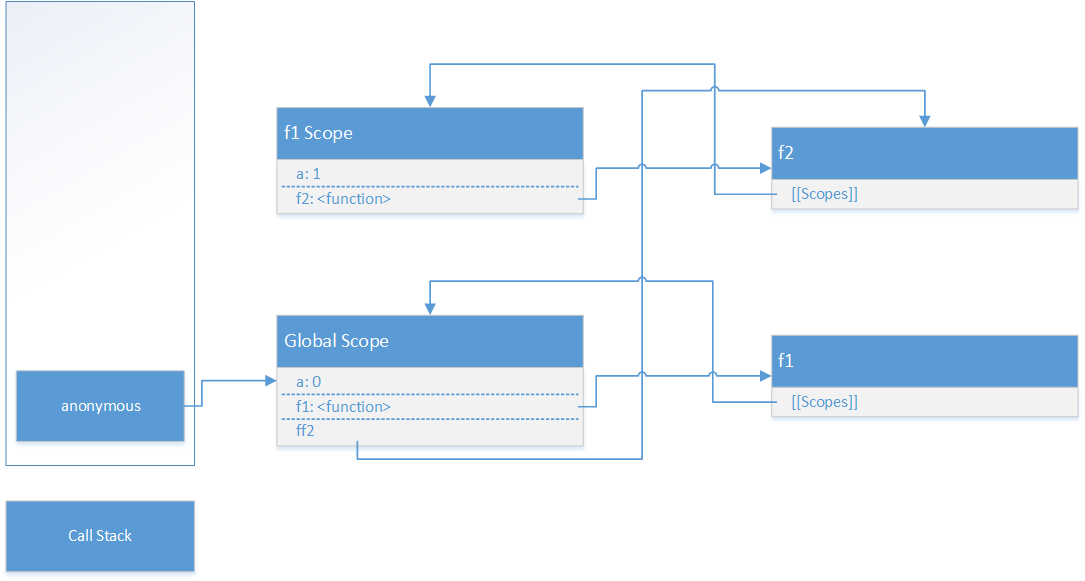 f1 Scope
a: 1
f2: <function>
f2
[[Scopes]]
Global Scope
a: 0
f1: <function>
ff2
f1
[[Scopes]]
anonymous
Call Stack